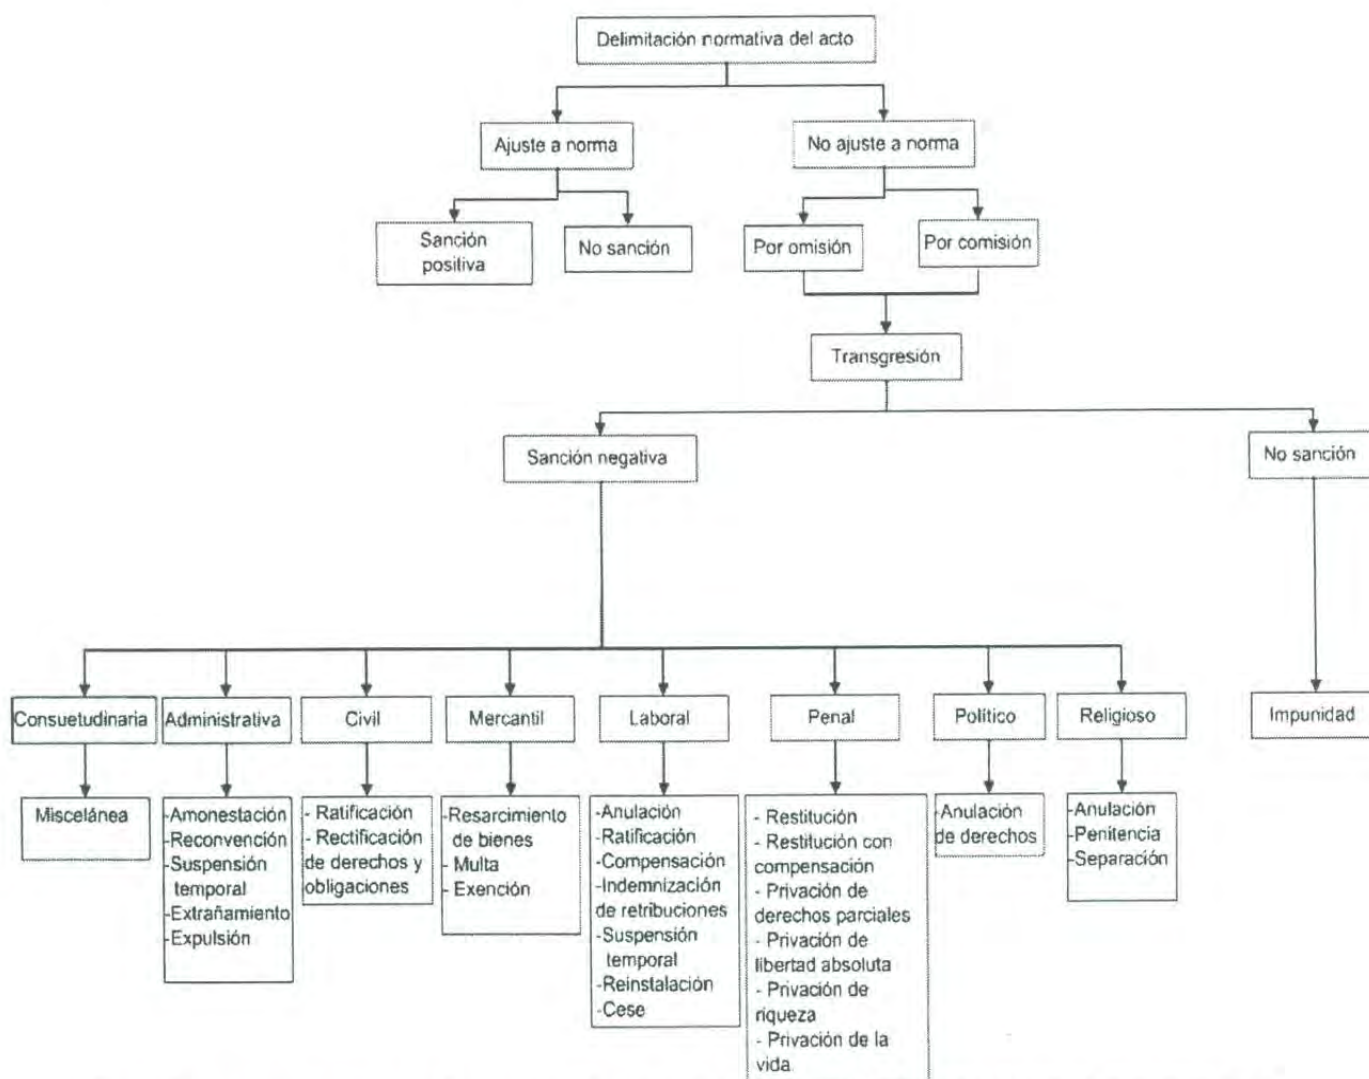 Delimitación normativa del acto
Ajuste a norma
No ajuste a norma
Sanción
positiva
No sanción
Por omisión
Por comisión
Transgresión
Sanción negativa
No sanción
Consuetudinaria
Administrativa
Civil
Mercantil
Laboral
Penal
Político
Religioso
Impunidad
Miscelánea
-Amonestación
-Reconvención
-Suspensión
temporal
-Extrañamiento
-Expulsión
- Ratificación
- Rectificación
de derechos y
obligaciones
-Resarcimiento
de bienes
- Multa
- Exención
-Anulación
-Ratificación
-Compensación
-Indemnización
de retribuciones
-Suspensión
temporal
-Reinstalación
-Cese
- Restitución
- Restitución con
compensación
- Privación de
derechos parciales
- Privación de
libertad absoluta
- Privación de
riqueza
- Privación de la
vida
-Anulación
de derechos
-Anulación
-Penitencia
-Separación